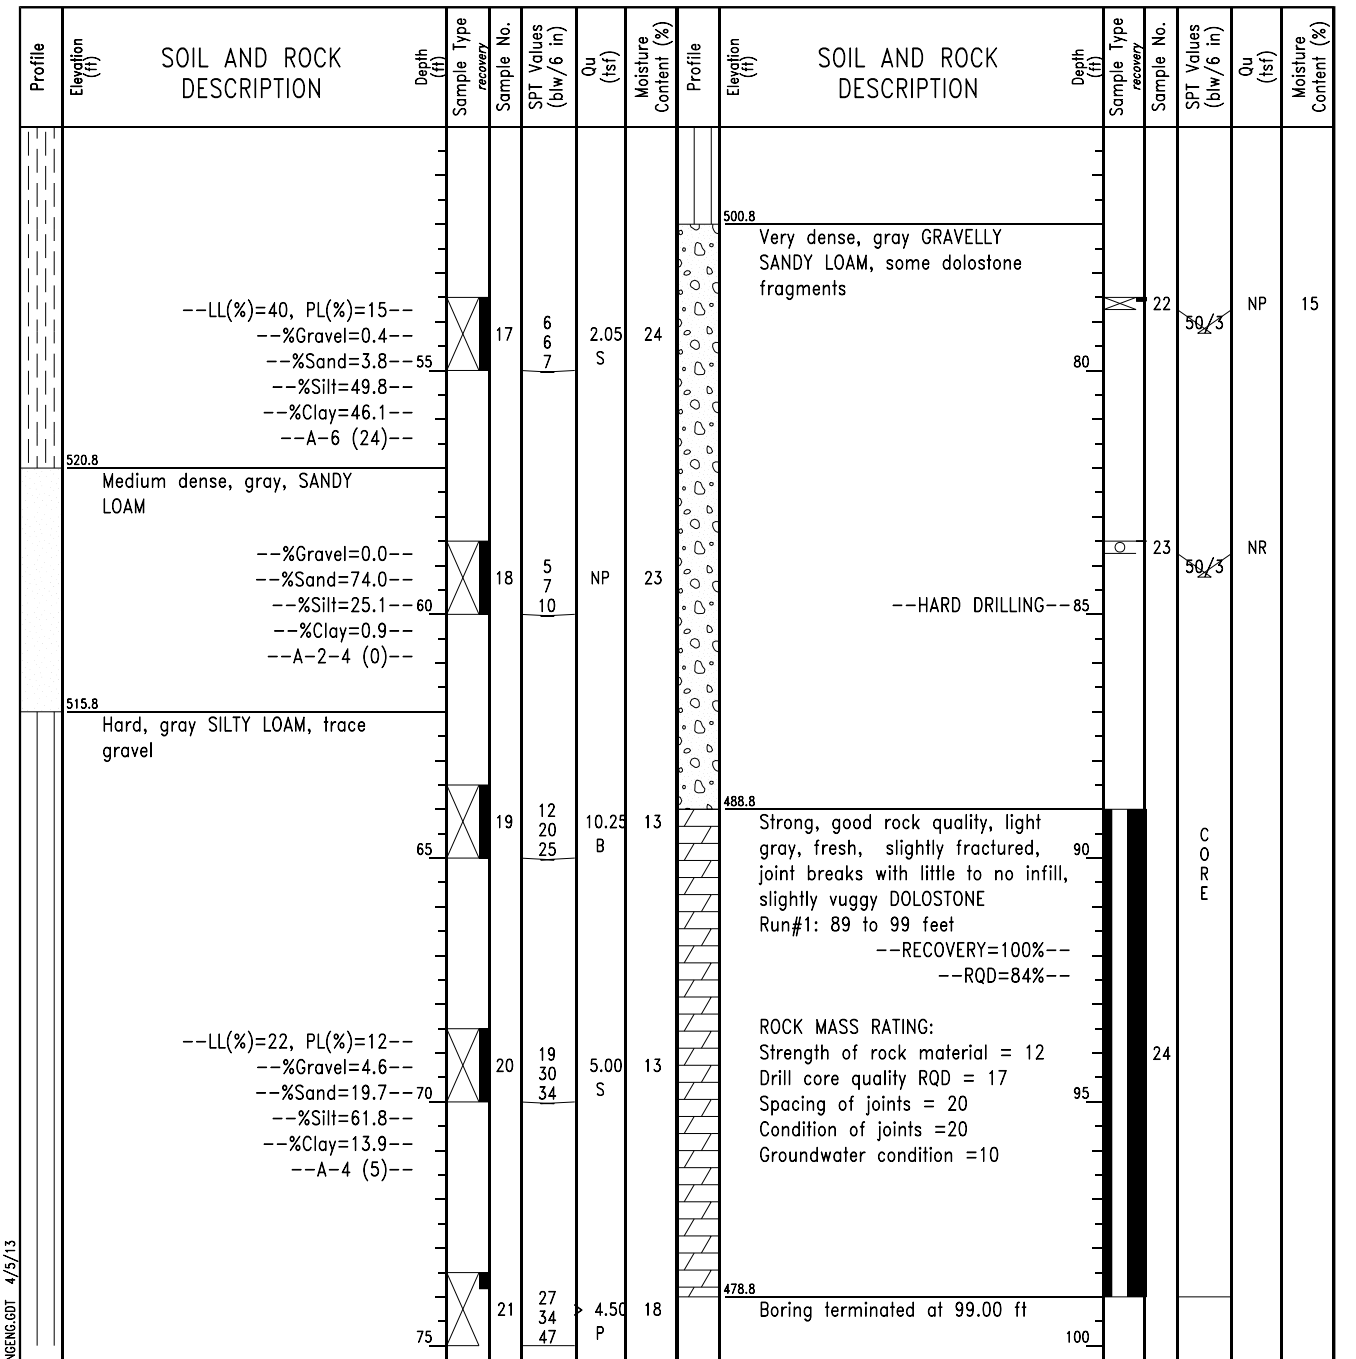 Profile
Elevation (ft)
SOIL AND ROCK
DESCRIPTION
Depth (ft)
Sample Type
recovery
Sample No.
SPT Values (blw/6 in)
Qu (tsf)
Moisture Content (%)
--LL(%)=40, PL(%)=15--
--%Gravel=0.4--
--%Sand=3.8--55
--%Silt=49.8--
--%Clay=46.1--
--A-6 (24)--
17
6
6
7
2.05
S
24
520.8
Medium dense, gray, SANDY
LOAM
--%Gravel=0.0--
--%Sand=74.0--
--%Silt=25.1--60
--%Clay=0.9--
--A-2-4 (0)--
18
5
7
10
NP
23
515.8
Hard, gray SILTY LOAM, trace
gravel
65
19
12
20
25
10.25
B
13
--LL(%)=22, PL(%)=12--
--%Gravel=4.6--
--%Sand=19.7--70
--%Silt=61.8--
--%Clay=13.9--
--A-4 (5)--
20
19
30
34
5.00
S
13
75
21
27
34
47
> 4.50
P
18
NGENG.GDT 4/5/13
Profile
Elevation (ft)
SOIL AND ROCK
DESCRIPTION
Depth (ft)
Sample Type
recovery
Sample No.
SPT Values (blw/6 in)
Qu (tsf)
Moisture Content (%)
500.8
Very dense, gray GRAVELLY
SANDY LOAM, some dolostone
fragments
22
50/3
NP
15
80
23
50/3
NR
--HARD DRILLING--85
488.8
Strong, good rock quality, light
gray, fresh, slightly fractured, 90
joint breaks with little to no infill,
slightly vuggy DOLOSTONE
Run#1: 89 to 99 feet
--RECOVERY=100%--
--RQD=84%--
CORE
ROCK MASS RATING:
Strength of rock material = 12
24
Drill core quality RQD = 17
Spacing of joints = 20
95
Condition of joints =20
Groundwater condition =10
478.8
Boring terminated at 99.00 ft
100